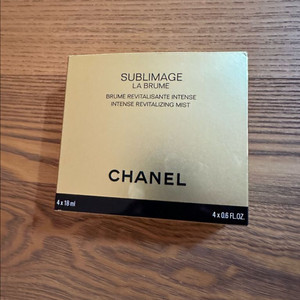 SUBLIMAGE
LA BRUME
BRUME REVITALISANTE INTENSE
INTENSE REVITALIZING MIST
CHANEL
4 x 18 ml
4 x 0.6 FL.OZ.